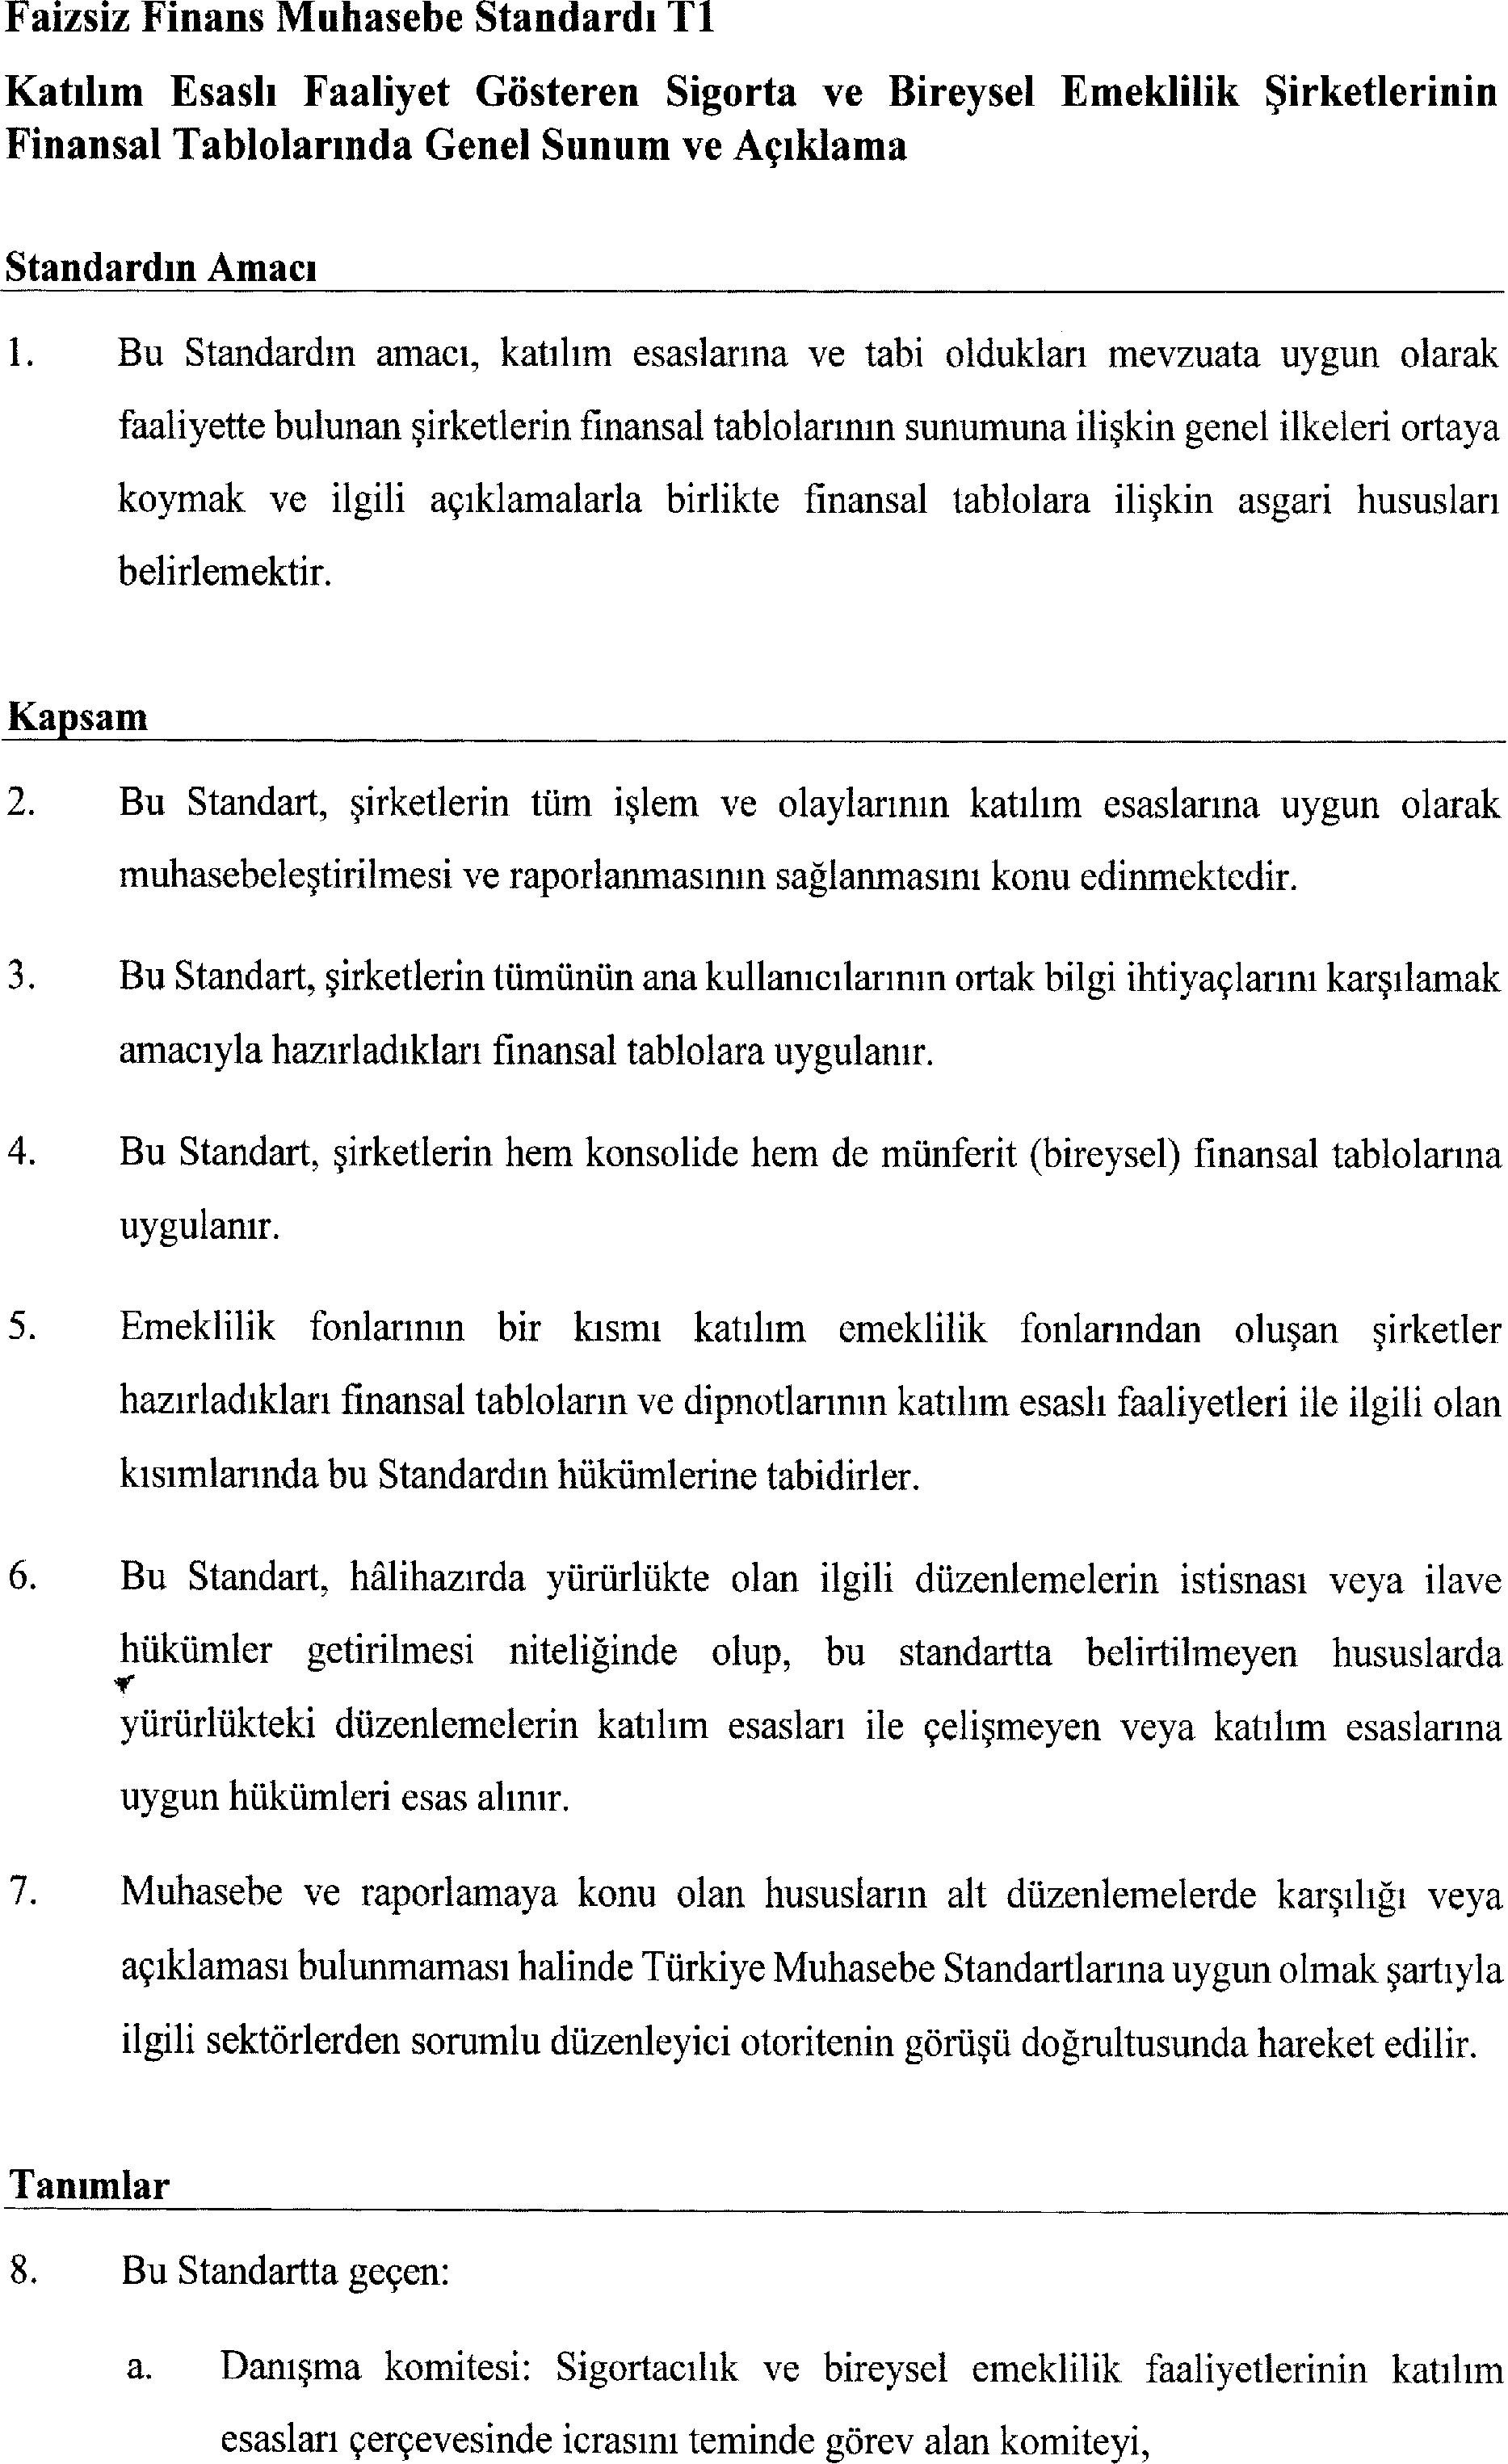 Faizsiz Finans Muhasebe Standardı T1
Katılım Esaslı Faaliyet Gösteren Sigorta ve Bireysel Emeklilik Şirketlerinin
Finansal Tablolarında Genel Sunum ve Açıklama
Standardın Amacı
1. Bu Standardın amacı, katılım esaslarına ve tabi oldukları mevzuata uygun olarak
faaliyette bulunan şirketlerin finansal tablolarının sunumuna ilişkin genel ilkeleri ortaya
koymak ve ilgili açıklamalarla birlikte finansal tablolara ilişkin asgari hususları
belirlemektir.
Kapsam
2. Bu Standart, şirketlerin tüm işlem ve olaylarının katılım esaslarına uygun olarak
muhasebeleştirilmesi ve raporlanmasının sağlanmasını konu edinmektedir.
3. Bu Standart, şirketlerin tümünün ana kullanıcılarının ortak bilgi ihtiyaçlarını karşılamak
amacıyla hazırladıkları finansal tablolara uygulanır.
4. Bu Standart, şirketlerin hem konsolide hem de münferit (bireysel) finansal tablolarına
uygulanır.
5. Emeklilik fonlarının bir kısmı katılım emeklilik fonlarından oluşan şirketler
hazırladıkları finansal tabloların ve dipnotlarının katılım esaslı faaliyetleri ile ilgili olan
kısımlarında bu Standardın hükümlerine tabidirler.
6. Bu Standart, hâlihazırda yürürlükte olan ilgili düzenlemelerin istisnası veya ilave
hükümler getirilmesi niteliğinde olup, bu standartta belirtilmeyen hususlarda
yürürlükteki düzenlemelerin katılım esasları ile çelişmeyen veya katılım esaslarına
uygun hükümleri esas alınır.
7. Muhasebe ve raporlamaya konu olan hususların alt düzenlemelerde karşılığı veya
açıklaması bulunmaması halinde Türkiye Muhasebe Standartlarına uygun olmak şartıyla
ilgili sektörlerden sorumlu düzenleyici otoritenin görüşü doğrultusunda hareket edilir.
Tanımlar
8. Bu Standartta geçen:
a. Danışma komitesi: Sigortacılık ve bireysel emeklilik faaliyetlerinin katılım
esasları çerçevesinde icrasını teminde görev alan komiteyi,